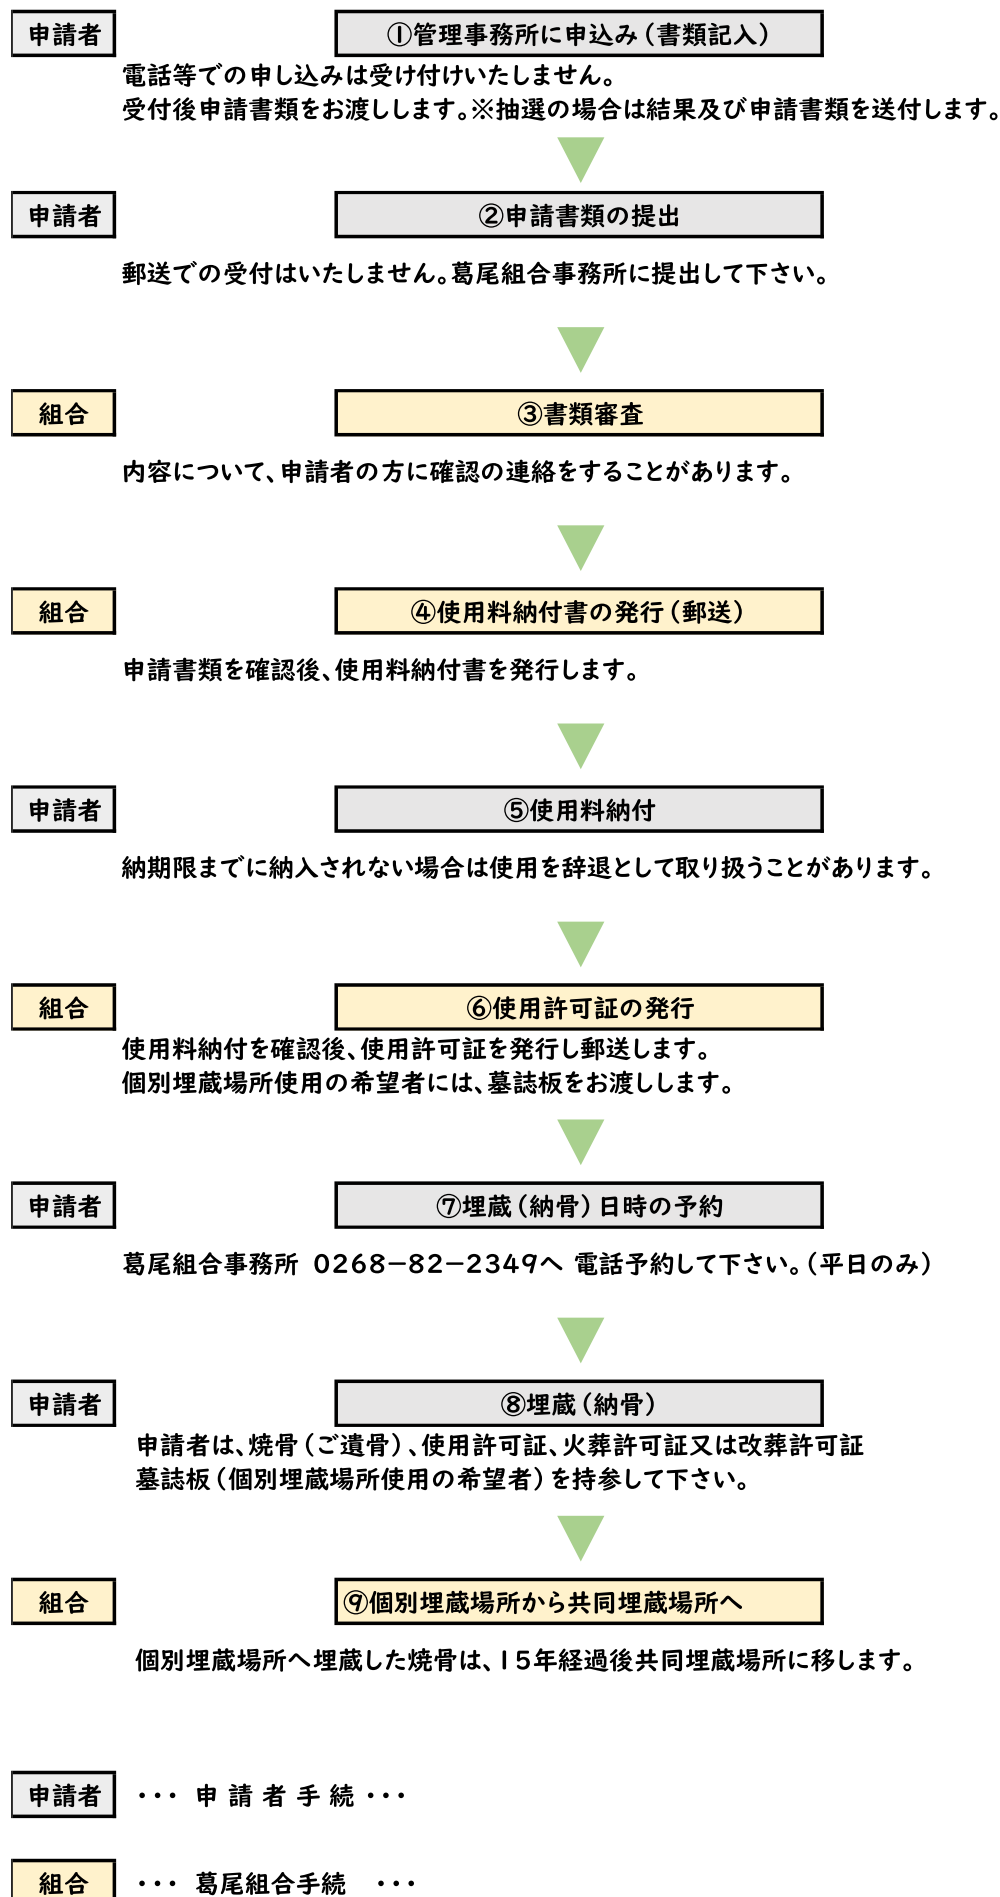 申請者
①管理事務所に申込み（書類記入）
電話等での申し込みは受け付けいたしません。
受付後申請書類をお渡しします。※抽選の場合は結果及び申請書類を送付します。
申請者
②申請書類の提出
郵送での受付はいたしません。葛尾組合事務所に提出して下さい。
組合
③書類審査
内容について、申請者の方に確認の連絡をすることがあります。
組合
④使用料納付書の発行（郵送）
申請書類を確認後、使用料納付書を発行します。
申請者
⑤使用料納付
納期限までに納入されない場合は使用を辞退として取り扱うことがあります。
組合
⑥使用許可証の発行
使用料納付を確認後、使用許可証を発行し郵送します。
個別埋蔵場所使用の希望者には、墓誌板をお渡しします。
申請者
⑦埋蔵（納骨）日時の予約
葛尾組合事務所 0268－82－2349へ 電話予約して下さい。（平日のみ）
申請者
⑧埋蔵（納骨）
申請者は、焼骨（ご遺骨）、使用許可証、火葬許可証又は改葬許可証
墓誌板（個別埋蔵場所使用の希望者）を持参して下さい。
組合
⑨個別埋蔵場所から共同埋蔵場所へ
個別埋蔵場所へ埋蔵した焼骨は、15年経過後共同埋蔵場所に移します。
申請者 ・・・ 申 請 者 手 続 ・・・
組合 ・・・ 葛尾組合手続 ・・・